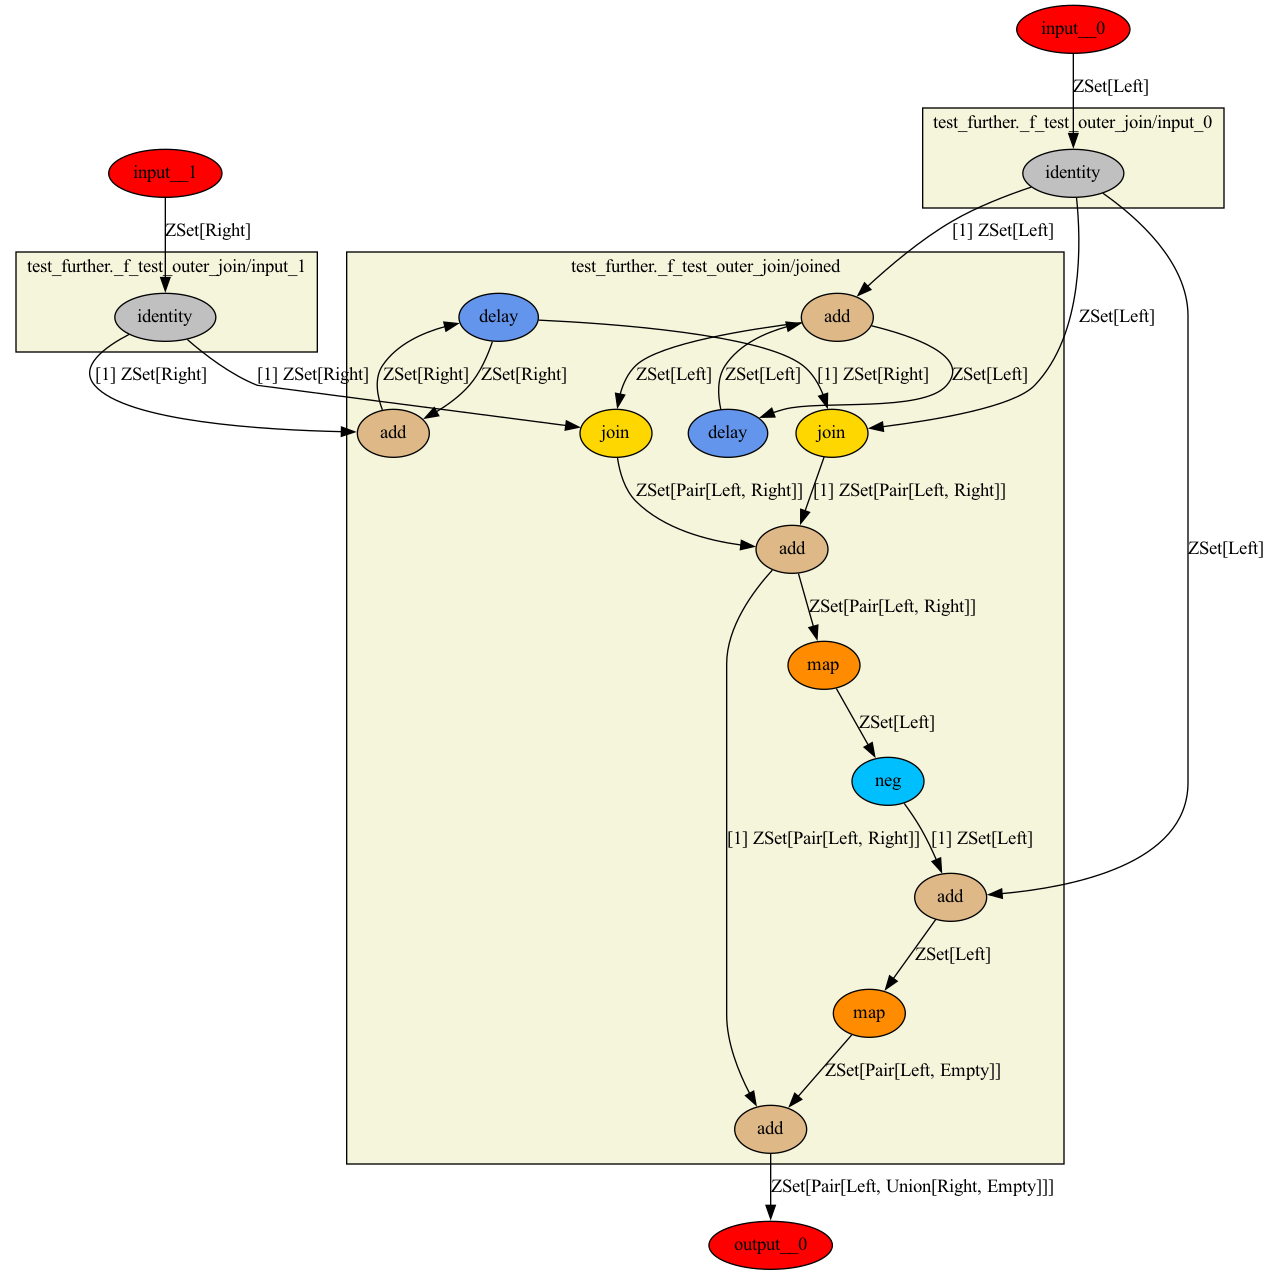 input__0
ZSet[Left]
test_further._f_test_outer_join/input_0
identity
input__1
ZSet[Right]
test_further._f_test_outer_join/input_1
identity
[1] ZSet[Left]
ZSet[Left]
test_further._f_test_outer_join/joined
delay
add
[1] ZSet[Right]
[1] ZSet[Right]
ZSet[Right]
ZSet[Right]
ZSet[Left]
ZSet[Left]
[1] ZSet[Right]
ZSet[Left]
add
join
delay
join
ZSet[Pair[Left, Right]]
[1] ZSet[Pair[Left, Right]]
add
ZSet[Left]
ZSet[Pair[Left, Right]]
map
ZSet[Left]
neg
[1] ZSet[Pair[Left, Right]]
[1] ZSet[Left]
add
ZSet[Left]
map
ZSet[Pair[Left, Empty]]
add
ZSet[Pair[Left, Union[Right, Empty]]]
output__0